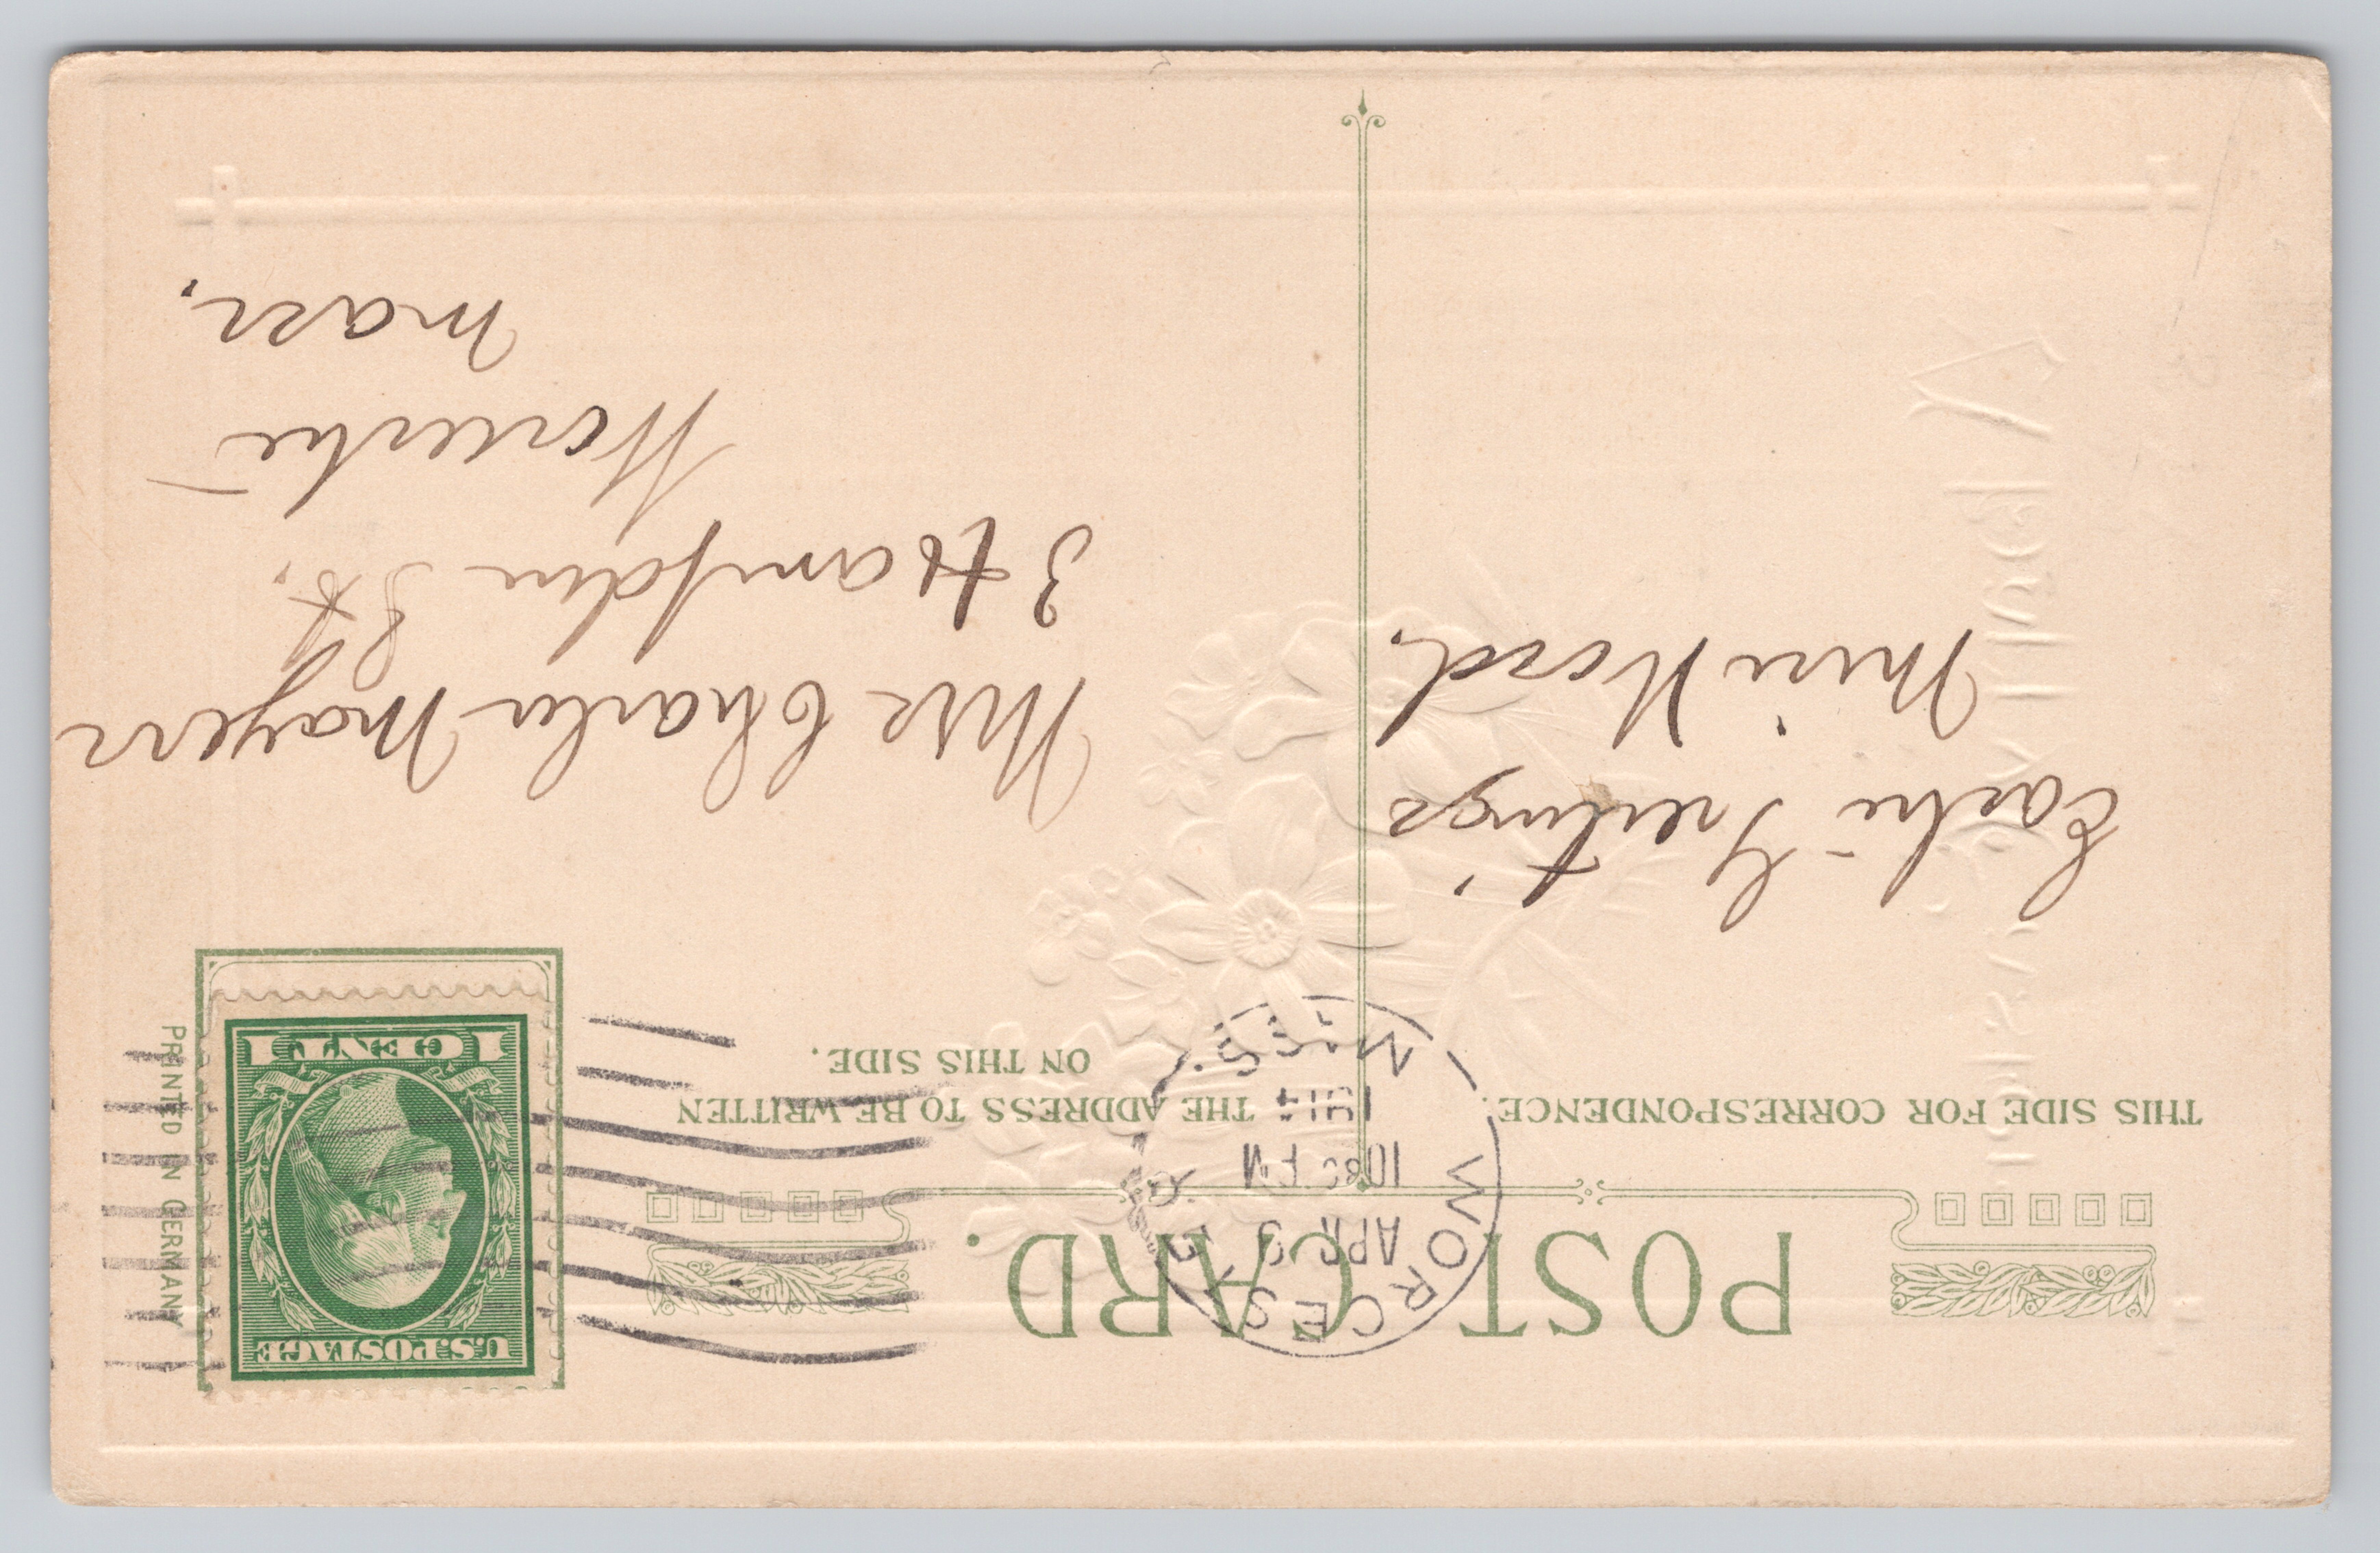 POST CARD.
WORCESTER
APR 9
10 30 PM
1914
MASS.
U.S. POSTAGE
1 CENT 1
PRINTED IN GERMANY
THIS SIDE FOR CORRESPONDENCE.
THE ADDRESS TO BE WRITTEN
ON THIS SIDE.
Easter Greetings
Miss Ward.
Mrs Charles Mayers
3 Hampden St.
Worcester
Mass.